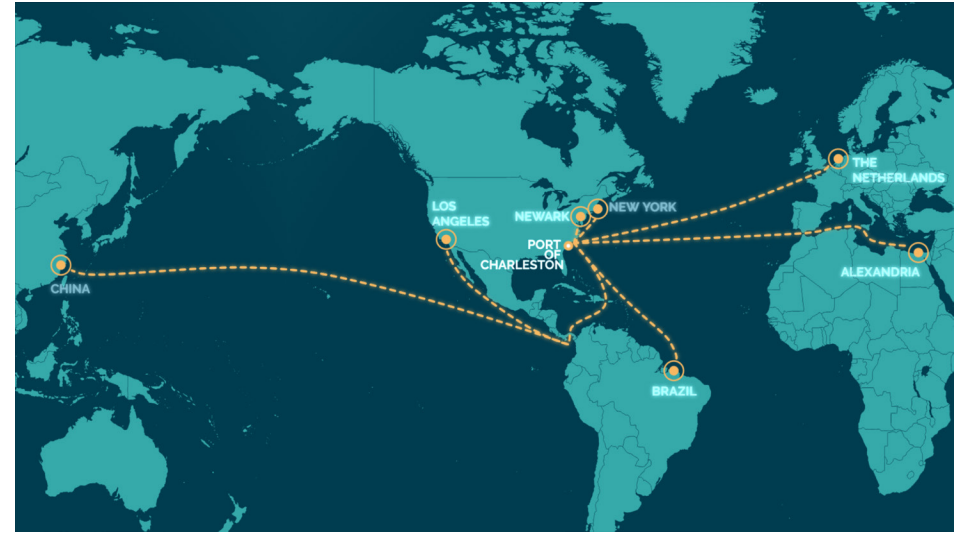 THE
NETHERLANDS
LOS
ANGELES
NEWARK
NEW YORK
PORT
OF
CHARLESTON
ALEXANDRIA
CHINA
BRAZIL